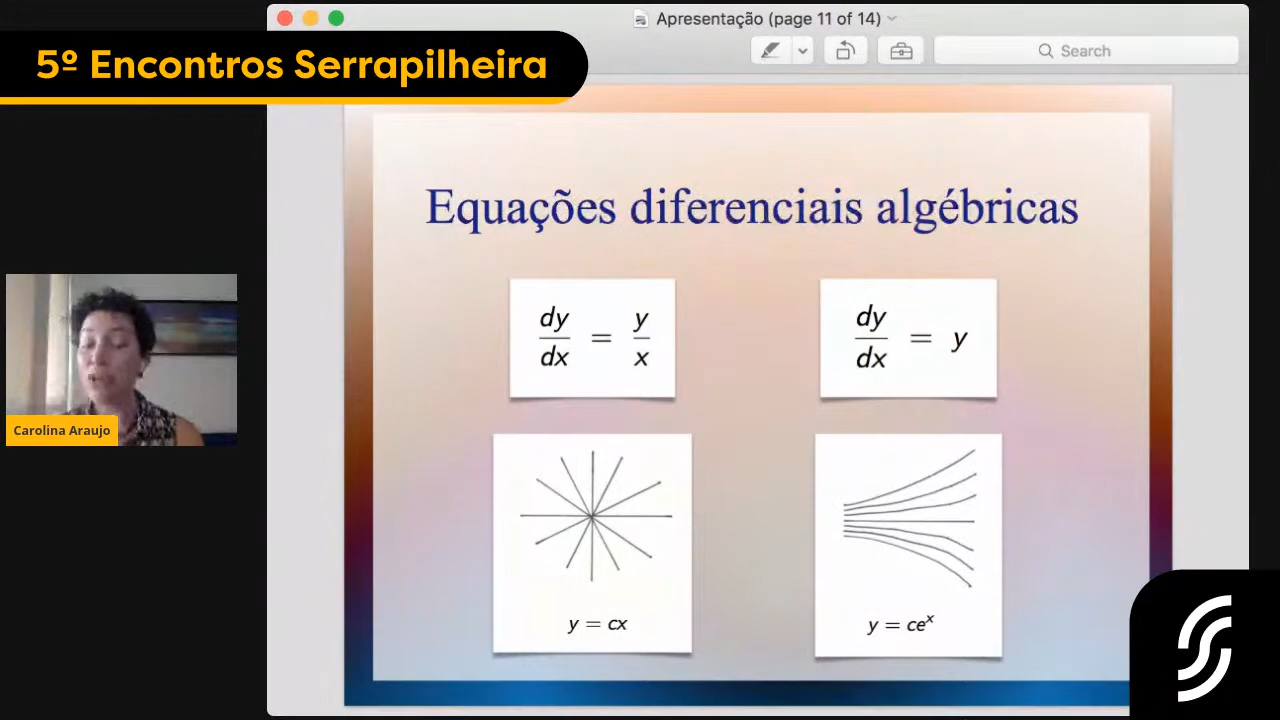 Apresentação (page 11 of 14)
5º Encontros Serrapilheira
Search
Equações diferenciais algébricas
dy/dx = y/x
dy/dx = y
y = cx
y = ceˣ
Carolina Araujo